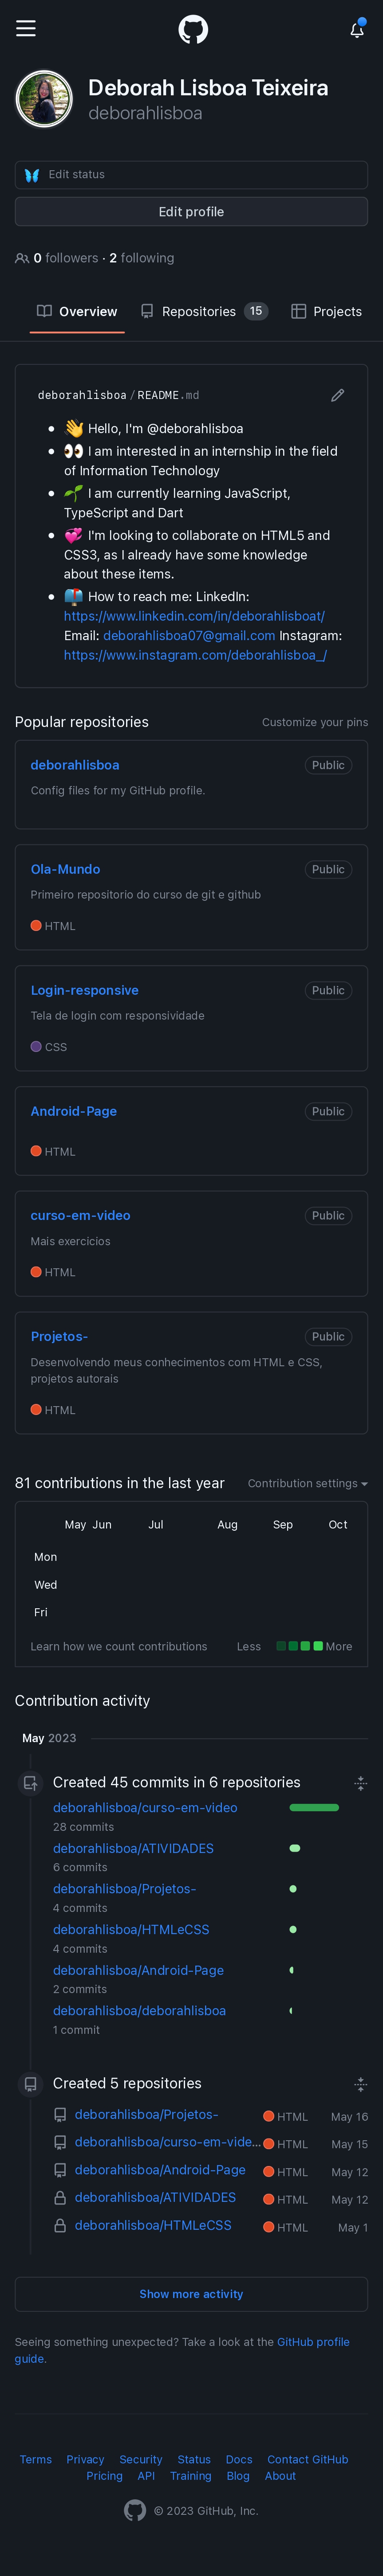 Deborah Lisboa Teixeira
deborahlisboa
Edit status
Edit profile
0 followers · 2 following
Overview Repositories 15 Projects
deborahlisboa/README.md
👋 Hello, I'm @deborahlisboa
👀 I am interested in an internship in the field
of Information Technology
🌱 I am currently learning JavaScript,
TypeScript and Dart
💞️ I'm looking to collaborate on HTML5 and
CSS3, as I already have some knowledge
about these items.
📫 How to reach me: LinkedIn:
https://www.linkedin.com/in/deborahlisboat/
Email: deborahlisboa07@gmail.com Instagram:
https://www.instagram.com/deborahlisboa_/
Popular repositories Customize your pins
deborahlisboa Public
Config files for my GitHub profile.
Ola-Mundo Public
Primeiro repositorio do curso de git e github
HTML
Login-responsive Public
Tela de login com responsividade
CSS
Android-Page Public
HTML
curso-em-video Public
Mais exercicios
HTML
Projetos- Public
Desenvolvendo meus conhecimentos com HTML e CSS,
projetos autorais
HTML
81 contributions in the last year Contribution settings
May Jun Jul Aug Sep Oct
Mon
Wed
Fri
Learn how we count contributions Less More
Contribution activity
May 2023
Created 45 commits in 6 repositories
deborahlisboa/curso-em-video
28 commits
deborahlisboa/ATIVIDADES
6 commits
deborahlisboa/Projetos-
4 commits
deborahlisboa/HTMLeCSS
4 commits
deborahlisboa/Android-Page
2 commits
deborahlisboa/deborahlisboa
1 commit
Created 5 repositories
deborahlisboa/Projetos- HTML May 16
deborahlisboa/curso-em-vide... HTML May 15
deborahlisboa/Android-Page HTML May 12
deborahlisboa/ATIVIDADES HTML May 12
deborahlisboa/HTMLeCSS HTML May 1
Show more activity
Seeing something unexpected? Take a look at the GitHub profile
guide.
Terms Privacy Security Status Docs Contact GitHub
Pricing API Training Blog About
© 2023 GitHub, Inc.